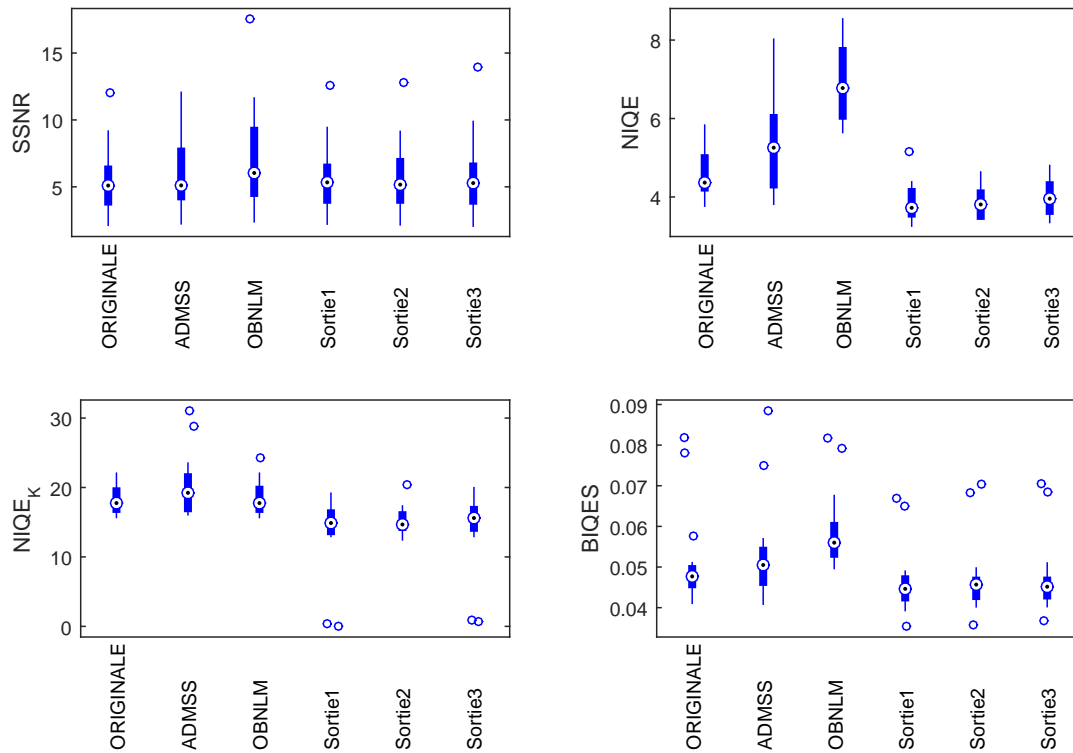 SSNR
15
10
5
ORIGINALE
ADMSS
OBNLM
Sortie1
Sortie2
Sortie3
NIQE
8
6
4
ORIGINALE
ADMSS
OBNLM
Sortie1
Sortie2
Sortie3
NIQE_K
30
20
10
0
ORIGINALE
ADMSS
OBNLM
Sortie1
Sortie2
Sortie3
BIQES
0.09
0.08
0.07
0.06
0.05
0.04
ORIGINALE
ADMSS
OBNLM
Sortie1
Sortie2
Sortie3